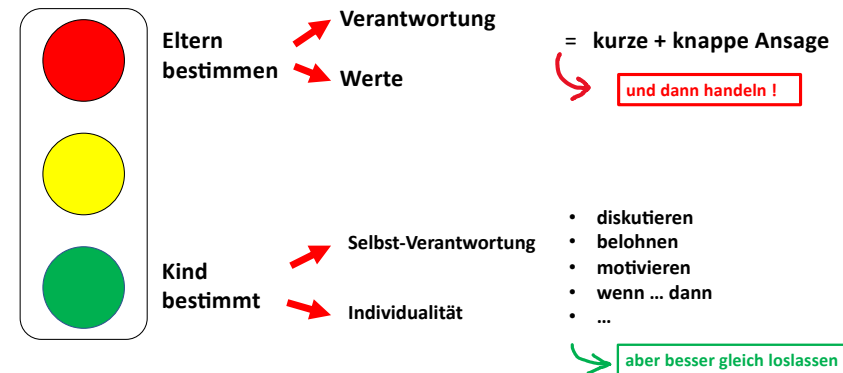 Eltern
bestimmen
Verantwortung
Werte
= kurze + knappe Ansage
und dann handeln !
Kind
bestimmt
Selbst-Verantwortung
Individualität
• diskutieren
• belohnen
• motivieren
• wenn ... dann
• ...
aber besser gleich loslassen